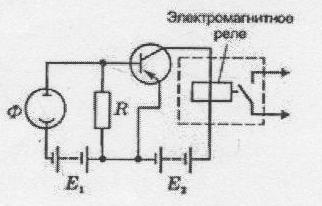 Электромагнитное
реле
Ф
R
E₁
E₂